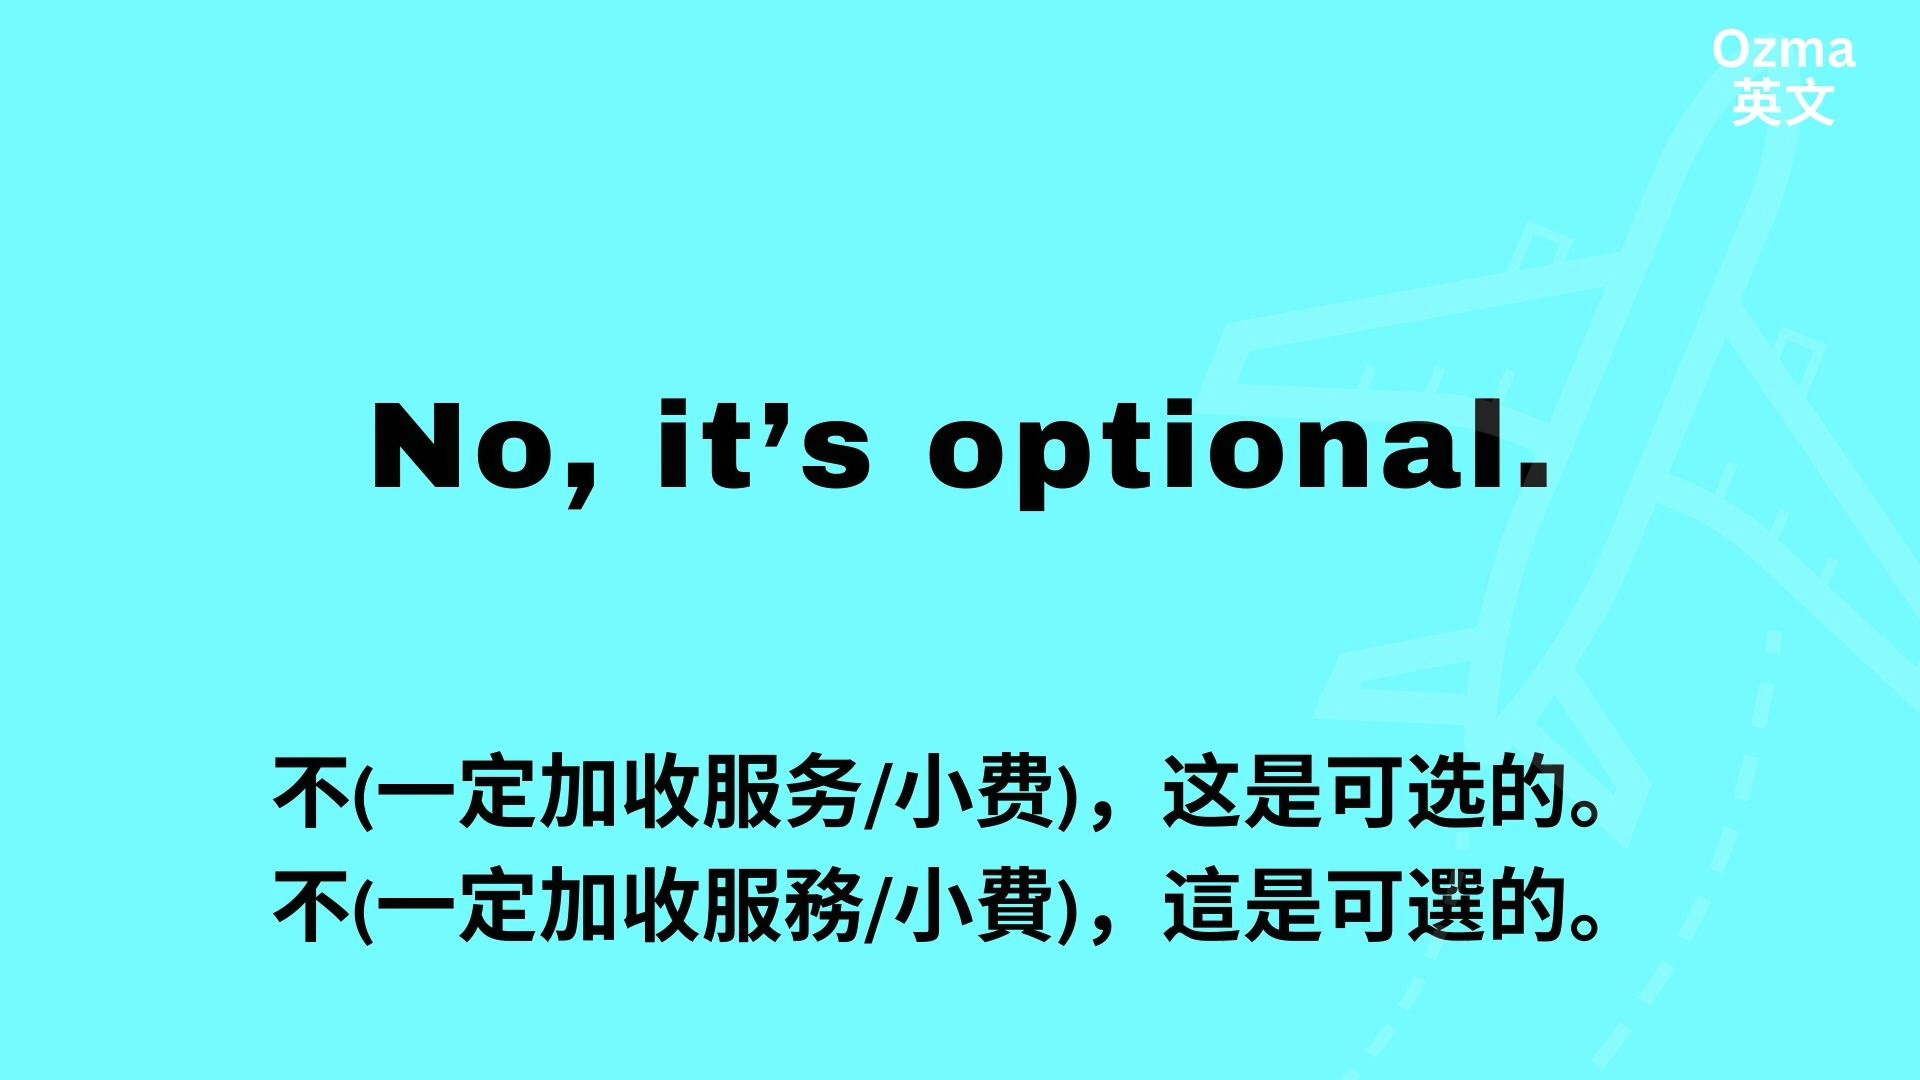 Ozma
英文
No, it’s optional.
不(一定加收服务/小费)，这是可选的。
不(一定加收服務/小費)，這是可選的。